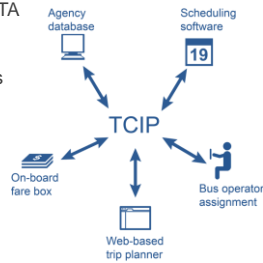 TA
Agency
database
Scheduling
software
19
s
TCIP
On-board
fare box
Bus operator
assignment
Web-based
trip planner